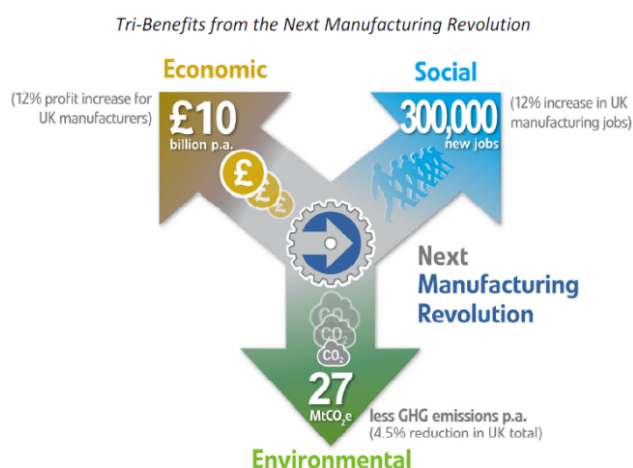 Tri-Benefits from the Next Manufacturing Revolution
Economic
Social
(12% profit increase for
UK manufacturers)
£10
billion p.a.
300,000
new jobs
(12% increase in UK
manufacturing jobs)
£
£
£
Next
Manufacturing
Revolution
CO2
CO2
CO₂
27
MtCO₂e
less GHG emissions p.a.
(4.5% reduction in UK total)
Environmental